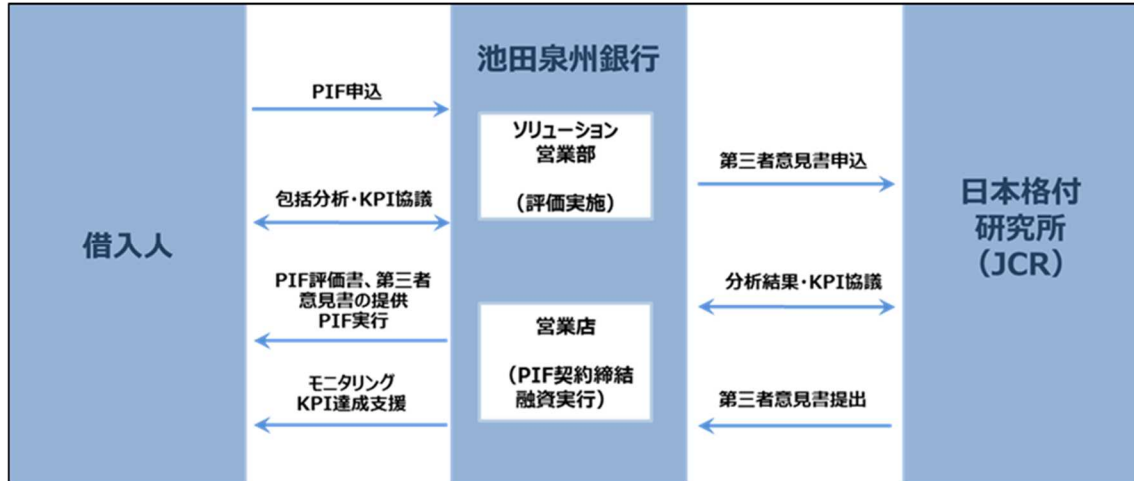 借入人
PIF申込
包括分析・KPI協議
PIF評価書、第三者
意見書の提供
PIF実行
モニタリング
KPI達成支援
池田泉州銀行
ソリューション
営業部
（評価実施）
営業店
（PIF契約締結
融資実行）
第三者意見書申込
分析結果・KPI協議
第三者意見書提出
日本格付
研究所
（JCR）